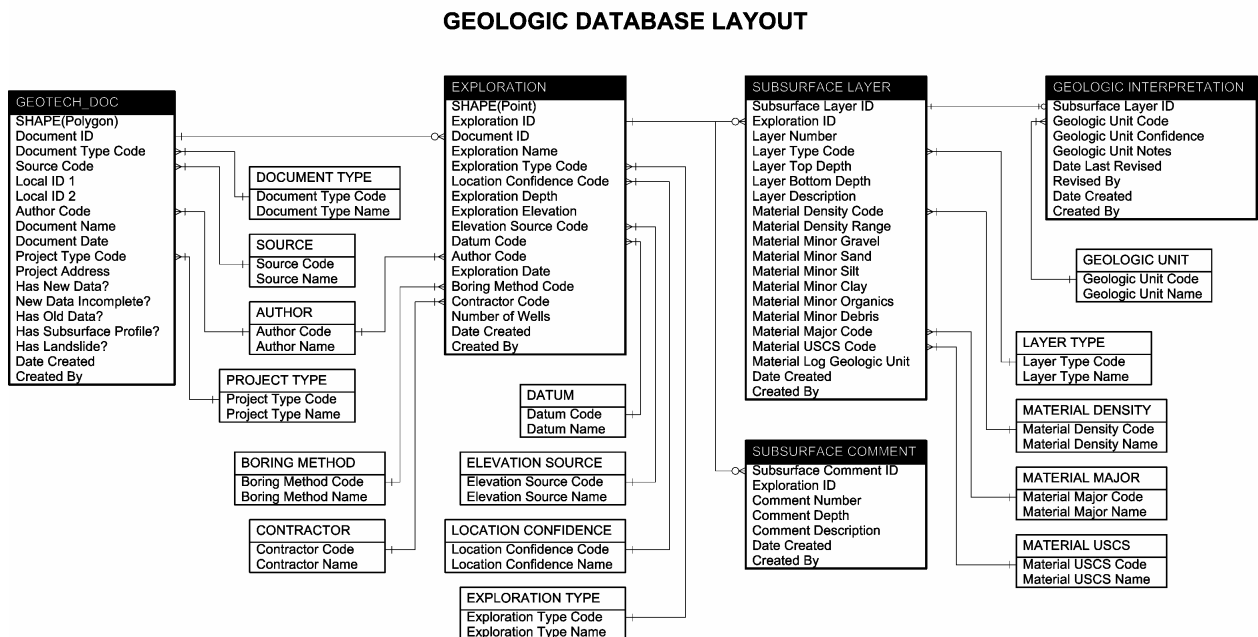 GEOLOGIC DATABASE LAYOUT
GEOTECH_DOC
SHAPE(Polygon)
Document ID
Document Type Code
Source Code
Local ID 1
Local ID 2
Author Code
Document Name
Document Date
Project Type Code
Project Address
Has New Data?
New Data Incomplete?
Has Old Data?
Has Subsurface Profile?
Has Landslide?
Date Created
Created By
DOCUMENT TYPE
Document Type Code
Document Type Name
SOURCE
Source Code
Source Name
AUTHOR
Author Code
Author Name
PROJECT TYPE
Project Type Code
Project Type Name
BORING METHOD
Boring Method Code
Boring Method Name
CONTRACTOR
Contractor Code
Contractor Name
EXPLORATION
SHAPE(Point)
Exploration ID
Document ID
Exploration Name
Exploration Type Code
Location Confidence Code
Exploration Depth
Exploration Elevation
Elevation Source Code
Datum Code
Author Code
Exploration Date
Boring Method Code
Contractor Code
Number of Wells
Date Created
Created By
DATUM
Datum Code
Datum Name
ELEVATION SOURCE
Elevation Source Code
Elevation Source Name
LOCATION CONFIDENCE
Location Confidence Code
Location Confidence Name
EXPLORATION TYPE
Exploration Type Code
Exploration Type Name
SUBSURFACE LAYER
Subsurface Layer ID
Exploration ID
Layer Number
Layer Type Code
Layer Top Depth
Layer Bottom Depth
Layer Description
Material Density Code
Material Density Range
Material Minor Gravel
Material Minor Sand
Material Minor Silt
Material Minor Clay
Material Minor Organics
Material Minor Debris
Material Major Code
Material USCS Code
Material Log Geologic Unit
Date Created
Created By
SUBSURFACE COMMENT
Subsurface Comment ID
Exploration ID
Comment Number
Comment Depth
Comment Description
Date Created
Created By
GEOLOGIC INTERPRETATION
Subsurface Layer ID
Geologic Unit Code
Geologic Unit Confidence
Geologic Unit Notes
Date Last Revised
Revised By
Date Created
Created By
GEOLOGIC UNIT
Geologic Unit Code
Geologic Unit Name
LAYER TYPE
Layer Type Code
Layer Type Name
MATERIAL DENSITY
Material Density Code
Material Density Name
MATERIAL MAJOR
Material Major Code
Material Major Name
MATERIAL USCS
Material USCS Code
Material USCS Name